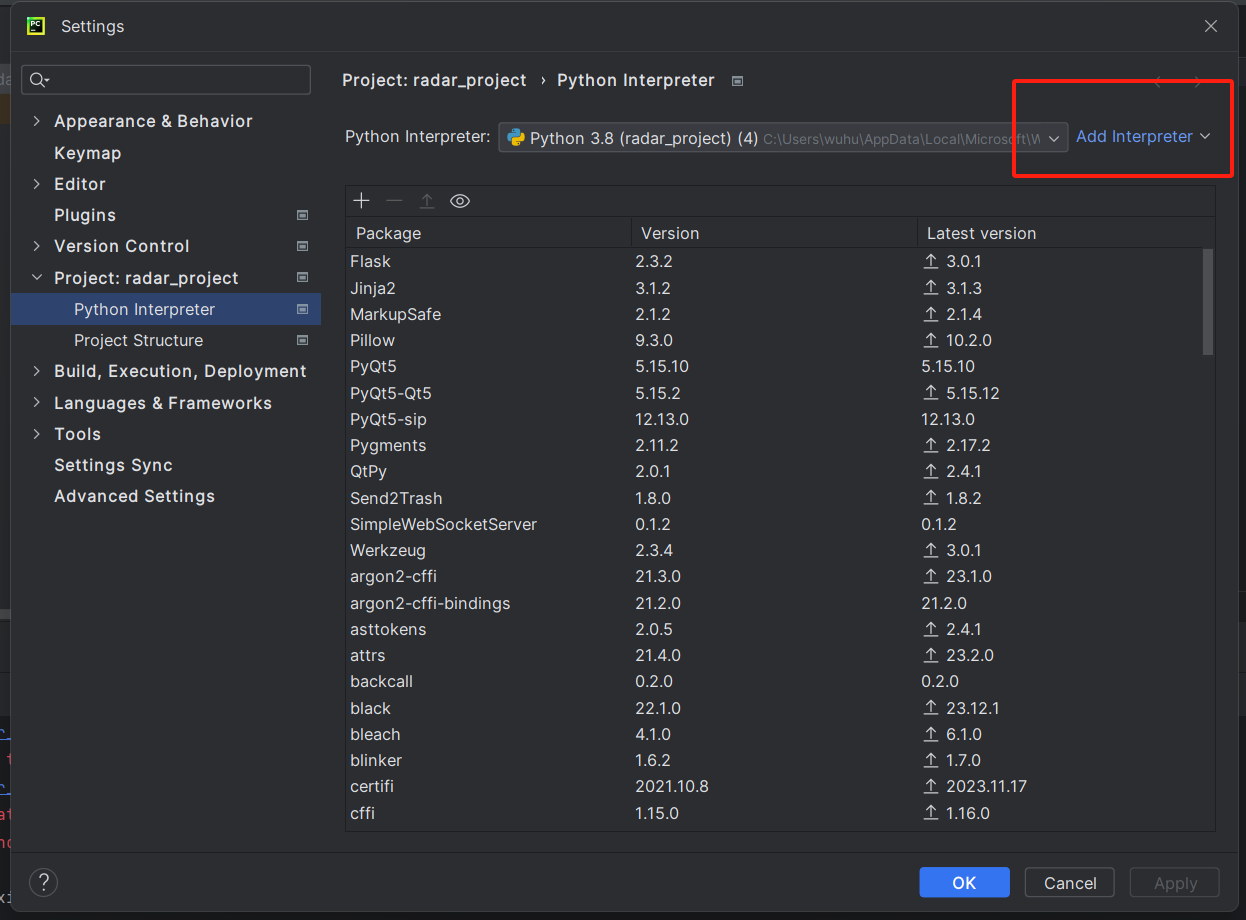 Settings
Project: radar_project › Python Interpreter
Appearance & Behavior
Keymap
Editor
Plugins
Version Control
Project: radar_project
Python Interpreter
Project Structure
Build, Execution, Deployment
Languages & Frameworks
Tools
Settings Sync
Advanced Settings
Python Interpreter: Python 3.8 (radar_project) (4) C:\Users\wuhu\AppData\Local\Microsoft\W Add Interpreter
Package Version Latest version
Flask 2.3.2 3.0.1
Jinja2 3.1.2 3.1.3
MarkupSafe 2.1.2 2.1.4
Pillow 9.3.0 10.2.0
PyQt5 5.15.10 5.15.10
PyQt5-Qt5 5.15.2 5.15.12
PyQt5-sip 12.13.0 12.13.0
Pygments 2.11.2 2.17.2
QtPy 2.0.1 2.4.1
Send2Trash 1.8.0 1.8.2
SimpleWebSocketServer 0.1.2 0.1.2
Werkzeug 2.3.4 3.0.1
argon2-cffi 21.3.0 23.1.0
argon2-cffi-bindings 21.2.0 21.2.0
asttokens 2.0.5 2.4.1
attrs 21.4.0 23.2.0
backcall 0.2.0 0.2.0
black 22.1.0 23.12.1
bleach 4.1.0 6.1.0
blinker 1.6.2 1.7.0
certifi 2021.10.8 2023.11.17
cffi 1.15.0 1.16.0
? OK Cancel Apply